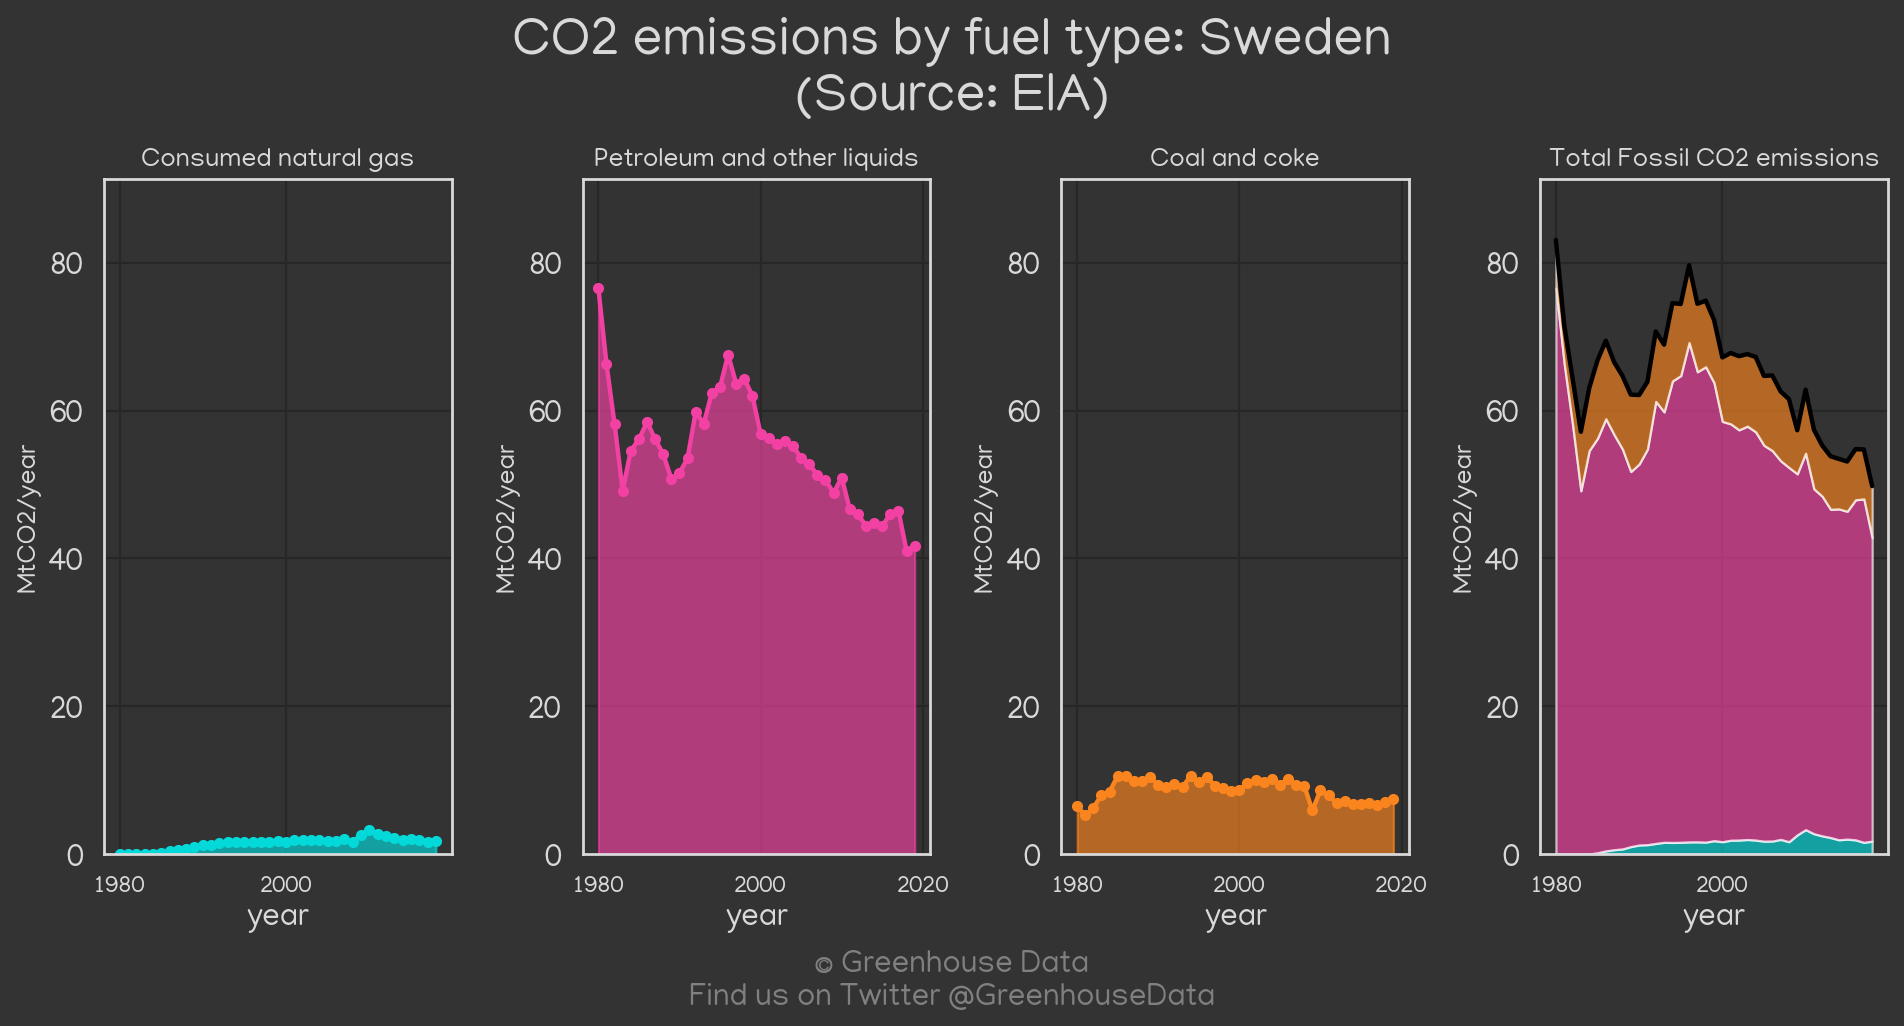 CO2 emissions by fuel type: Sweden
(Source: EIA)
Consumed natural gas
Petroleum and other liquids
Coal and coke
Total Fossil CO2 emissions
MtCO2/year
80
60
40
20
0
1980
2000
year
MtCO2/year
80
60
40
20
0
1980
2000
2020
year
MtCO2/year
80
60
40
20
0
1980
2000
2020
year
MtCO2/year
80
60
40
20
0
1980
2000
year
© Greenhouse Data
Find us on Twitter @GreenhouseData